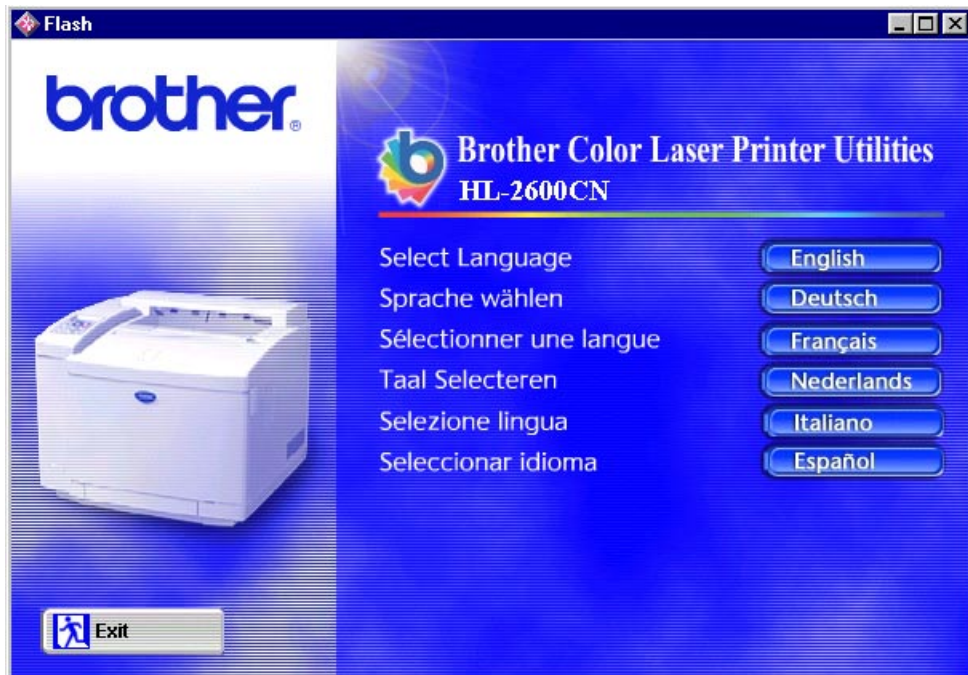 Flash
brother®
Brother Color Laser Printer Utilities
HL-2600CN
Select Language English
Sprache wählen Deutsch
Sélectionner une langue Français
Taal Selecteren Nederlands
Selezione lingua Italiano
Seleccionar idioma Español
Exit